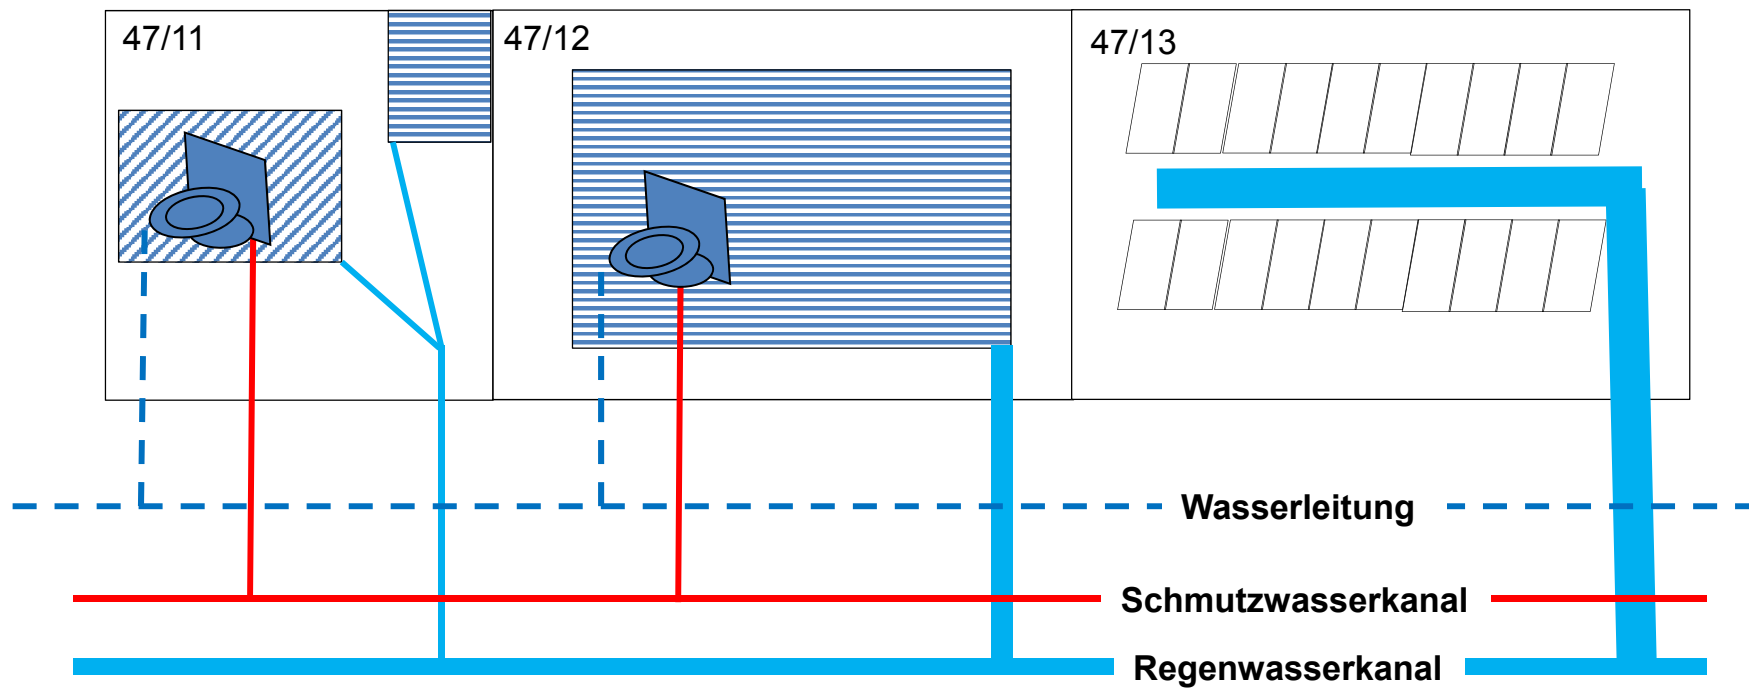 47/11
47/12
47/13
Wasserleitung
Schmutzwasserkanal
Regenwasserkanal